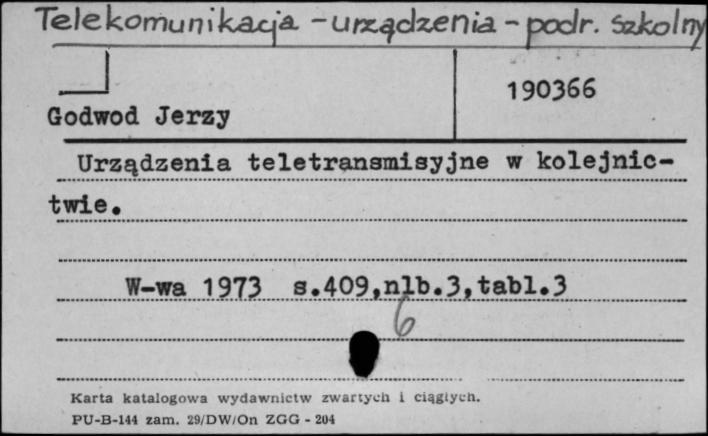 Telekomunikacja - urządzenia - podr. szkolny
190366
Godwod Jerzy
Urządzenia teletransmisyjne w kolejnic-
twie.
W-wa 1973 s.409,nlb.3,tabl.3
6
Karta katalogowa wydawnictw zwartych i ciągłych.
PU-B-144 zam. 29/DW/On ZGG - 204